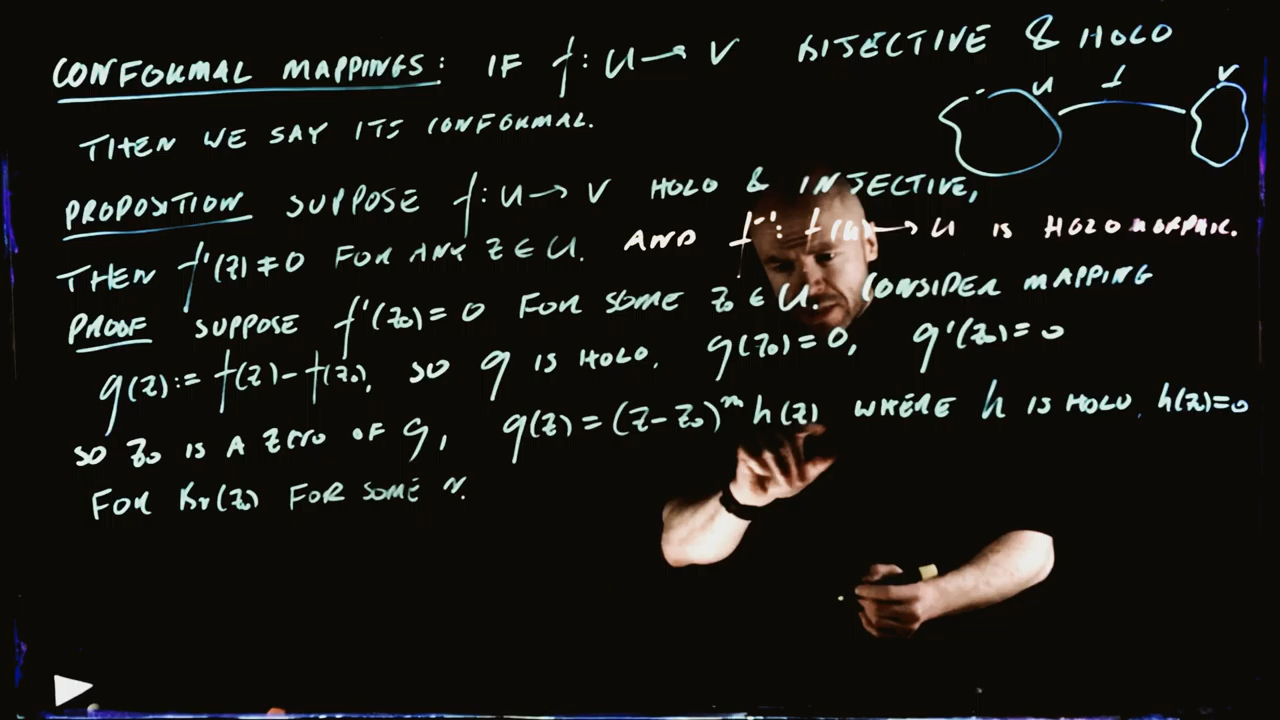 CONFORMAL MAPPINGS: IF f: U → V BIJECTIVE & HOLO
U f V
THEN WE SAY ITS CONFORMAL.
PROPOSITION SUPPOSE f: U → V HOLO & INJECTIVE,
THEN f'(z) ≠ 0 FOR ANY z ∈ U. AND f⁻¹: f(U) → U IS HOLOMORPHIC.
PROOF SUPPOSE f'(z₀) = 0 FOR SOME z₀ ∈ U. CONSIDER MAPPING
g(z) := f(z) - f(z₀), SO g IS HOLO, g(z₀) = 0, g'(z₀) = 0
SO z₀ IS A ZERO OF g, g(z) = (z - z₀)ᵐ h(z) WHERE h IS HOLO, h(z₀) = 0
FOR Br(z₀) FOR SOME r.